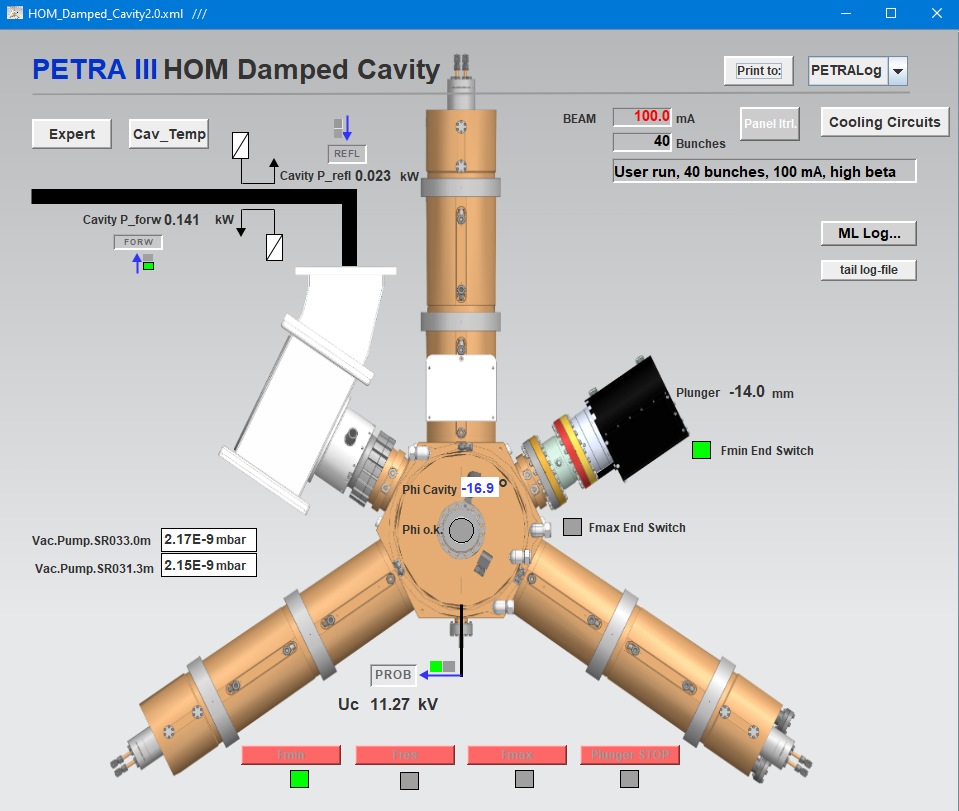 HOM_Damped_Cavity2.0.xml ///
PETRA III HOM Damped Cavity
Print to:
PETRALog
BEAM 100.0 mA
40 Bunches
Panel Itrl.
Cooling Circuits
Expert
Cav_Temp
REFL
User run, 40 bunches, 100 mA, high beta
Cavity P_refl 0.023 kW
Cavity P_forw 0.141 kW
FORW
ML Log...
tail log-file
Plunger -14.0 mm
Fmin End Switch
Phi Cavity -16.9 °
Phi o.k.
Fmax End Switch
Vac.Pump.SR033.0m 2.17E-9 mbar
Vac.Pump.SR031.3m 2.15E-9 mbar
PROB
Uc 11.27 kV
Fmin
Fres
Fmax
Plunger STOP